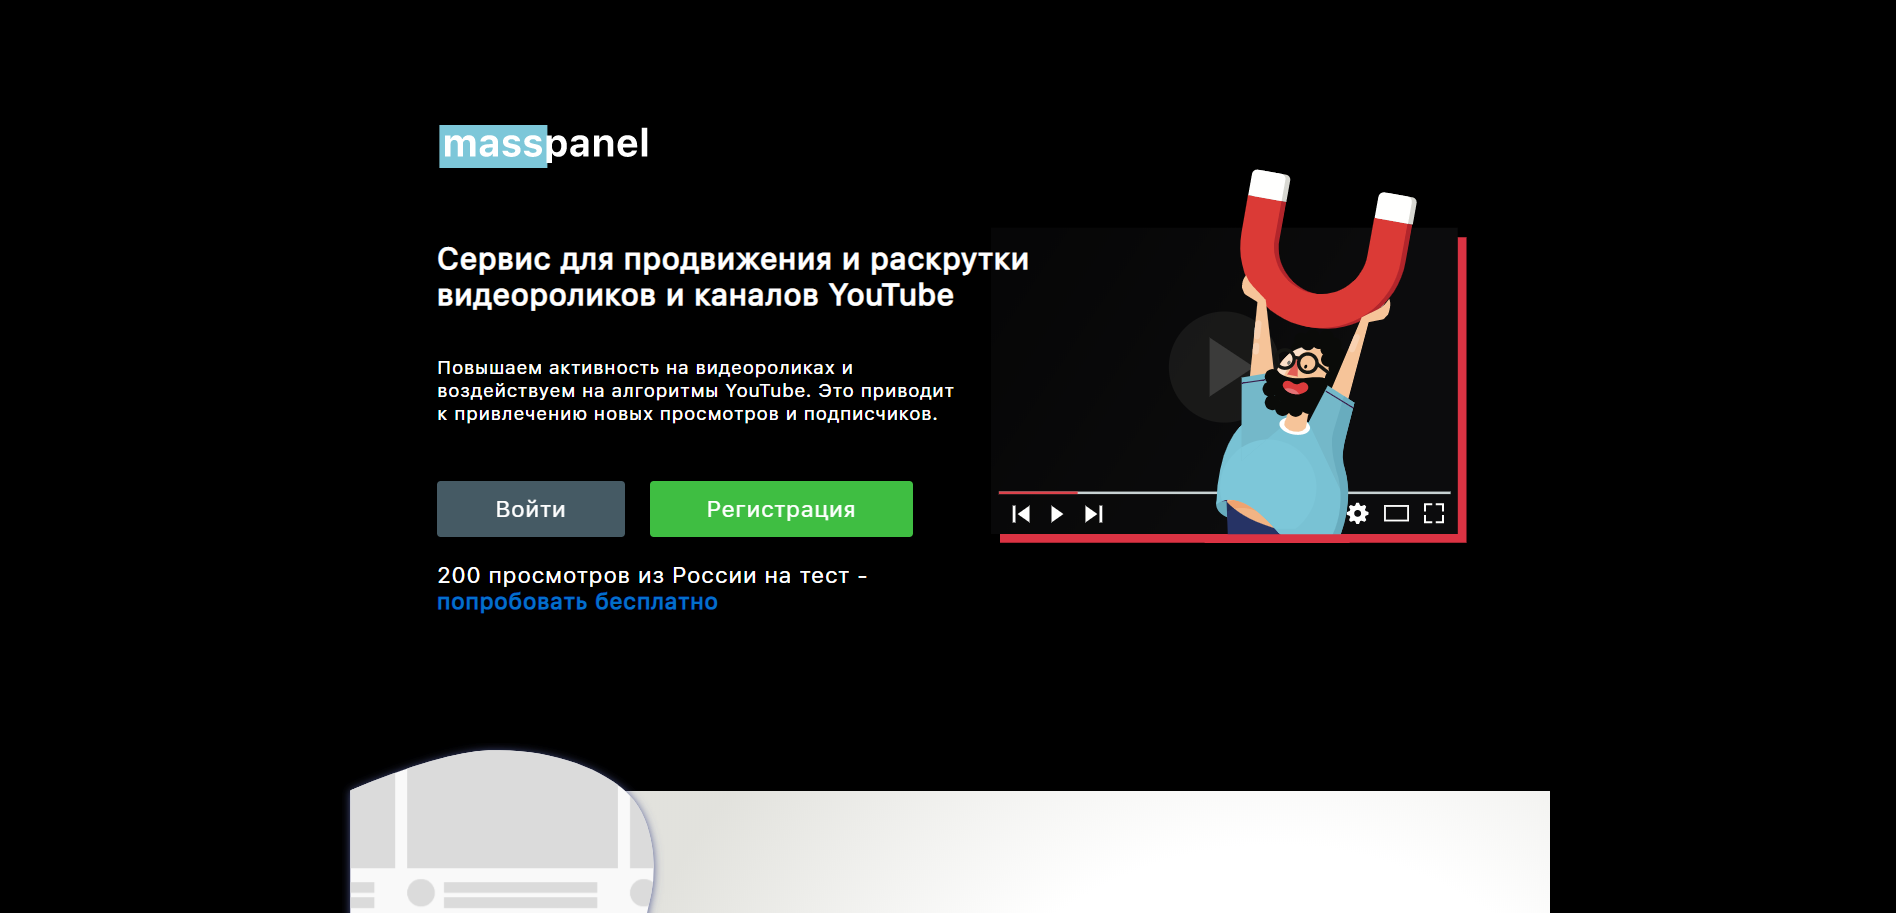 masspanel
Сервис для продвижения и раскрутки
видеороликов и каналов YouTube
Повышаем активность на видеороликах и
воздействуем на алгоритмы YouTube. Это приводит
к привлечению новых просмотров и подписчиков.
Войти
Регистрация
200 просмотров из России на тест -
попробовать бесплатно